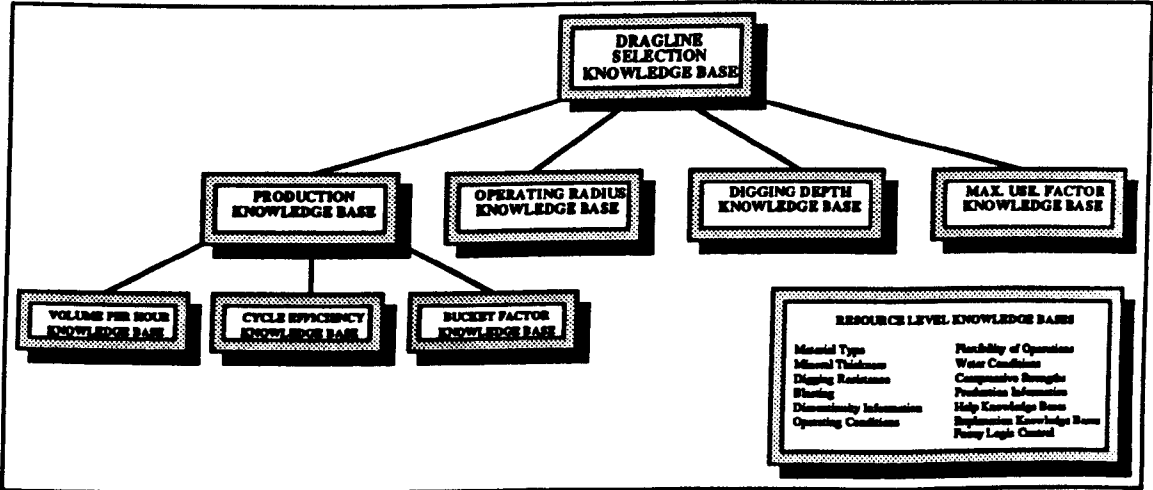 DRAGLINE
SELECTION
KNOWLEDGE BASE
PRODUCTION
KNOWLEDGE BASE
OPERATING RADIUS
KNOWLEDGE BASE
DIGGING DEPTH
KNOWLEDGE BASE
MAX. USE. FACTOR
KNOWLEDGE BASE
VOLUME PER HOUR
KNOWLEDGE BASE
CYCLE EFFICIENCY
KNOWLEDGE BASE
BUCKET FACTOR
KNOWLEDGE BASE
RESOURCE LEVEL KNOWLEDGE BASES
Material Type
Mineral Thickness
Digging Resistance
Blasting
Discontinuity Information
Operating Conditions
Flexibility of Operations
Water Conditions
Compressive Strengths
Production Information
Help Knowledge Bases
Explanation Knowledge Bases
Fuzzy Logic Control